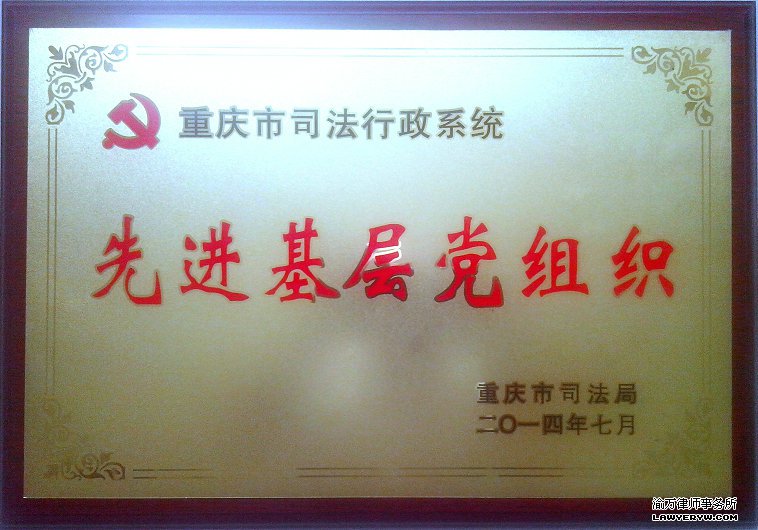 重庆市司法行政系统
先进基层党组织
重庆市司法局
二〇一四年七月
渝万律师事务所
LAWYERYW.COM